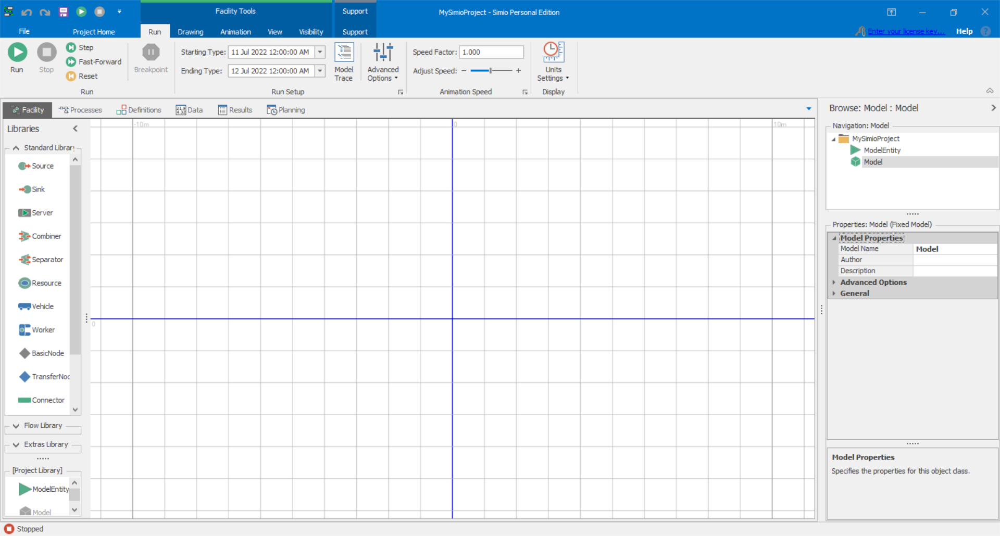 Facility Tools
Support
MySimioProject - Simio Personal Edition
File
Project Home
Run
Drawing
Animation
View
Visibility
Support
Enter your license key...
Help
?
Run
Stop
Step
Fast-Forward
Reset
Breakpoint
Run
Starting Type: 11 Jul 2022 12:00:00 AM
Ending Type: 12 Jul 2022 12:00:00 AM
Model Trace
Advanced Options
Run Setup
Speed Factor: 1.000
Adjust Speed: − +
Animation Speed
Units Settings
Display
Facility
Processes
Definitions
Data
Results
Planning
Libraries
Standard Library
Source
Sink
Server
Combiner
Separator
Resource
Vehicle
Worker
BasicNode
TransferNoc
Connector
Flow Library
Extras Library
[Project Library]
ModelEntity
Model
-10m
0
10m
0
Browse: Model : Model
Navigation: Model
MySimioProject
ModelEntity
Model
Properties: Model (Fixed Model)
Model Properties
Model Name Model
Author
Description
Advanced Options
General
Model Properties
Specifies the properties for this object class.
Stopped